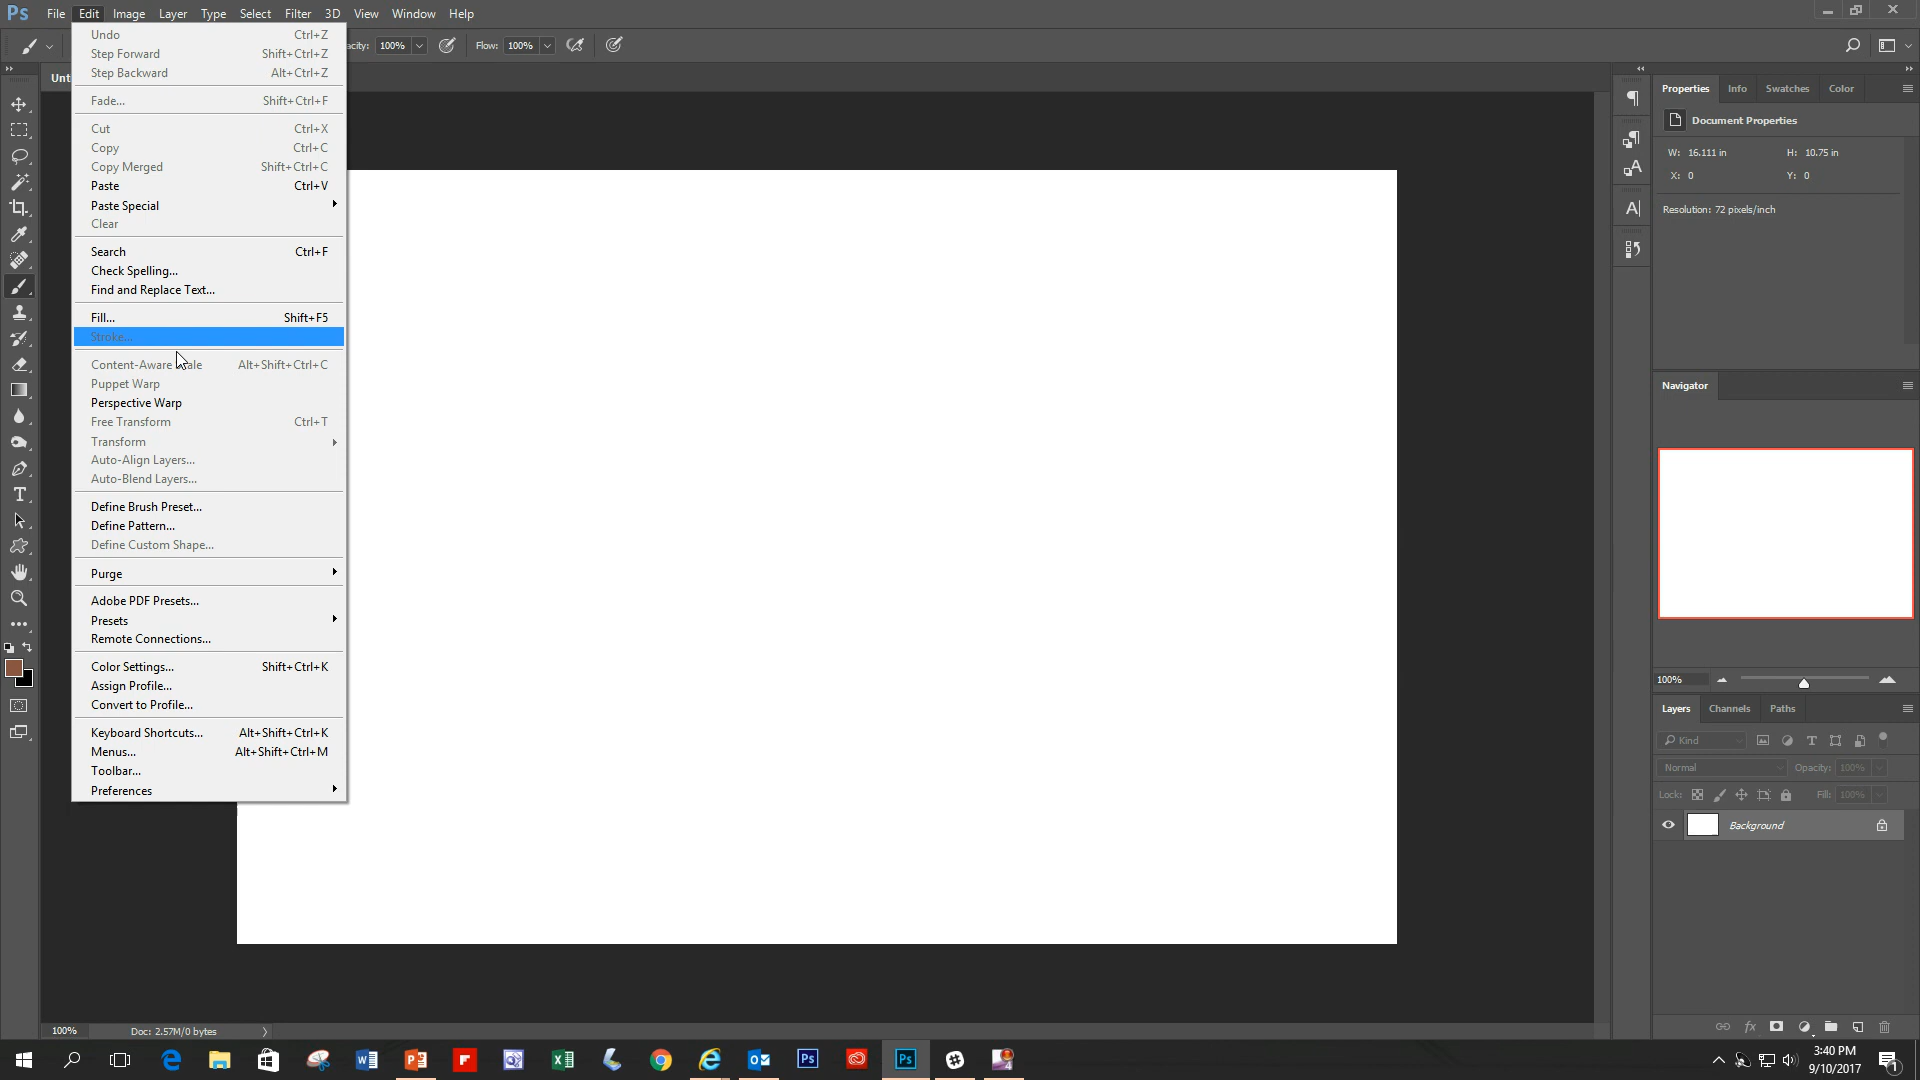 Ps File Edit Image Layer Type Select Filter 3D View Window Help
acity: 100% Flow: 100%
Unt
Undo Ctrl+Z
Step Forward Shift+Ctrl+Z
Step Backward Alt+Ctrl+Z
Fade... Shift+Ctrl+F
Cut Ctrl+X
Copy Ctrl+C
Copy Merged Shift+Ctrl+C
Paste Ctrl+V
Paste Special
Clear
Search Ctrl+F
Check Spelling...
Find and Replace Text...
Fill... Shift+F5
Stroke...
Content-Aware ale Alt+Shift+Ctrl+C
Puppet Warp
Perspective Warp
Free Transform Ctrl+T
Transform
Auto-Align Layers...
Auto-Blend Layers...
Define Brush Preset...
Define Pattern...
Define Custom Shape...
Purge
Adobe PDF Presets...
Presets
Remote Connections...
Color Settings... Shift+Ctrl+K
Assign Profile...
Convert to Profile...
Keyboard Shortcuts... Alt+Shift+Ctrl+K
Menus... Alt+Shift+Ctrl+M
Toolbar...
Preferences
Properties Info Swatches Color
Document Properties
W: 16.111 in H: 10.75 in
X: 0 Y: 0
Resolution: 72 pixels/inch
Navigator
100%
Layers Channels Paths
Kind
Normal Opacity: 100%
Lock: Fill: 100%
Background
fx
100% Doc: 2.57M/0 bytes
3:40 PM
9/10/2017
1